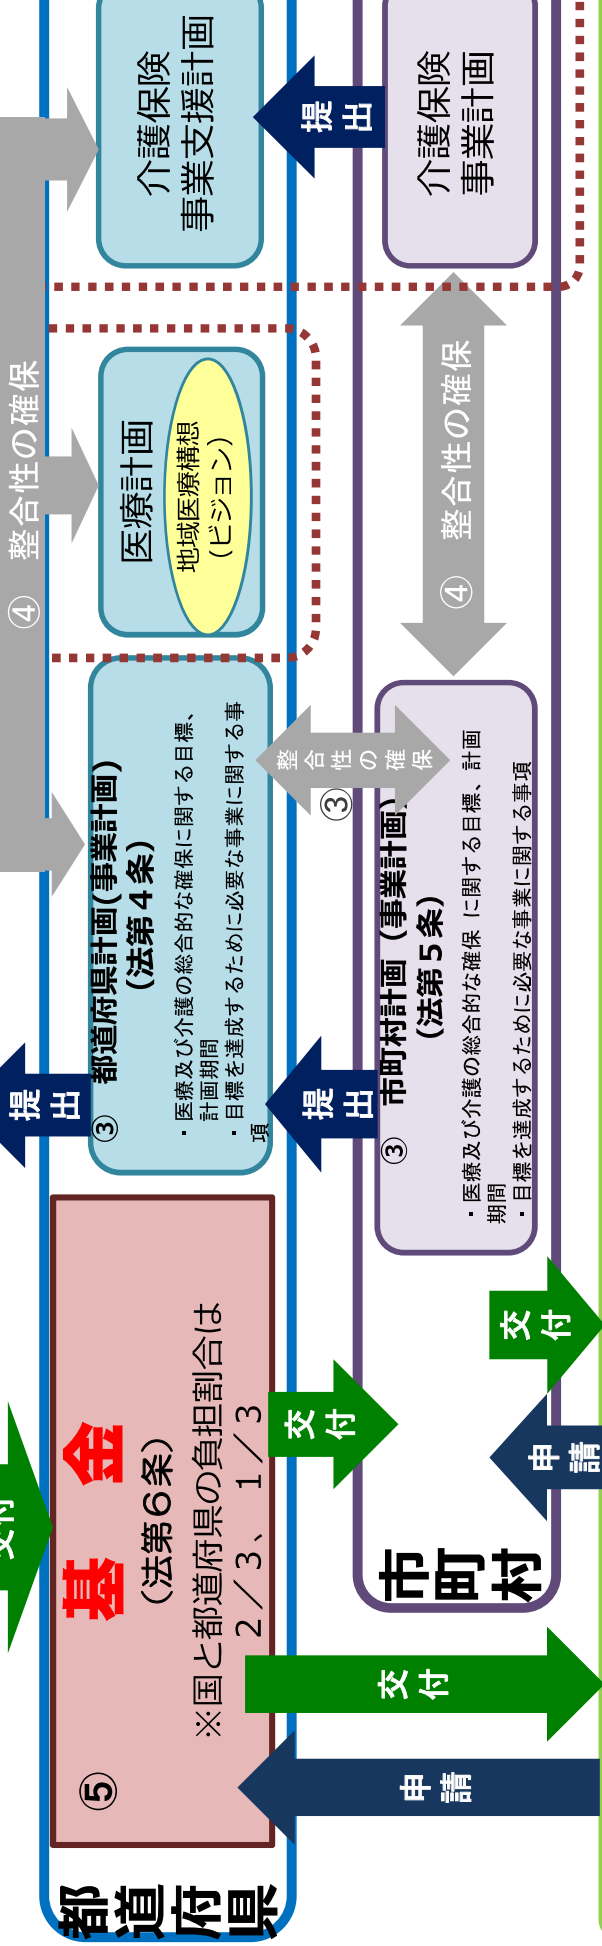 都道府県
⑤
基金
（法第６条）
※国と都道府県の負担割合は
２／３、１／３
交付
申請
交付
交付
提出
③ 都道府県計画(事業計画)
（法第４条）
・医療及び介護の総合的な確保に関する目標、
計画期間
・目標を達成するために必要な事業に関する事
項
④ 整合性の確保
医療計画
地域医療構想
（ビジョン）
介護保険
事業支援計画
提出
提出
③
整合性の確保
市町村
申請
交付
③ 市町村計画（事業計画）
（法第５条）
・医療及び介護の総合的な確保 に関する目標、計画
期間
・目標を達成するために必要な事業に関する事項
④ 整合性の確保
介護保険
事業計画